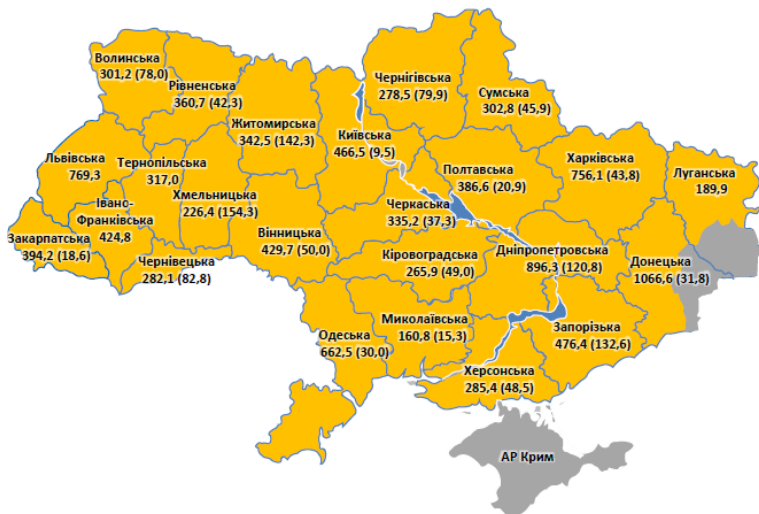 Волинська
301,2 (78,0)
Рівненська
360,7 (42,3)
Житомирська
342,5 (142,3)
Київська
466,5 (9,5)
Чернігівська
278,5 (79,9)
Сумська
302,8 (45,9)
Львівська
769,3
Тернопільська
317,0
Хмельницька
226,4 (154,3)
Івано-
Франківська
424,8
Закарпатська
394,2 (18,6)
Чернівецька
282,1 (82,8)
Вінницька
429,7 (50,0)
Черкаська
335,2 (37,3)
Полтавська
386,6 (20,9)
Харківська
756,1 (43,8)
Луганська
189,9
Кіровоградська
265,9 (49,0)
Дніпропетровська
896,3 (120,8)
Донецька
1066,6 (31,8)
Одеська
662,5 (30,0)
Миколаївська
160,8 (15,3)
Запорізька
476,4 (132,6)
Херсонська
285,4 (48,5)
АР Крим